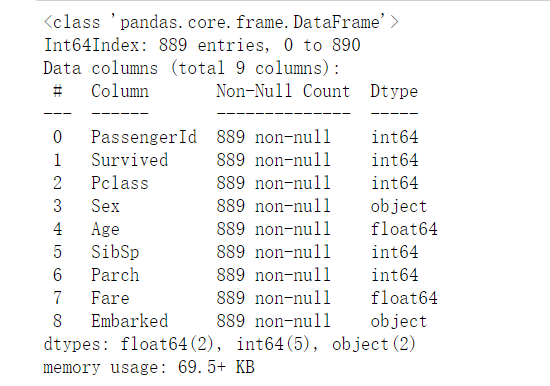 <class 'pandas.core.frame.DataFrame'>
Int64Index: 889 entries, 0 to 890
Data columns (total 9 columns):
 #   Column       Non-Null Count  Dtype
---  ------       --------------  -----
 0   PassengerId  889 non-null    int64
 1   Survived     889 non-null    int64
 2   Pclass       889 non-null    int64
 3   Sex          889 non-null    object
 4   Age          889 non-null    float64
 5   SibSp        889 non-null    int64
 6   Parch        889 non-null    int64
 7   Fare         889 non-null    float64
 8   Embarked     889 non-null    object
dtypes: float64(2), int64(5), object(2)
memory usage: 69.5+ KB